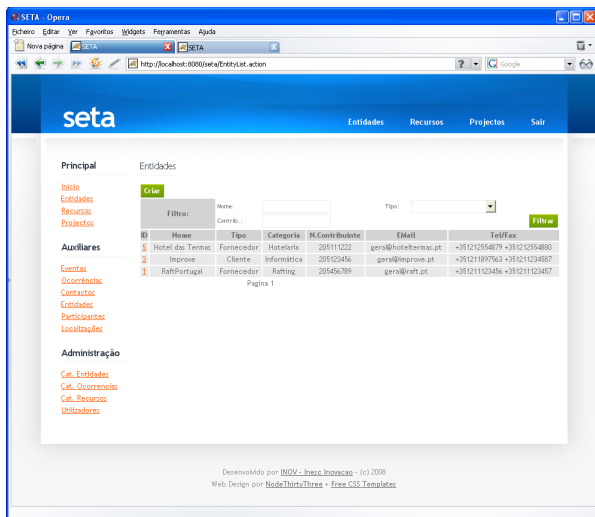 SETA - Opera
Ficheiro Editar Ver Favoritos Widgets Ferramentas Ajuda
Nova página SETA SETA
http://localhost:8080/seta/EntityList.action ? Google
seta
Entidades Recursos Projectos Sair
Principal
Inicio
Entidades
Recursos
Projectos
Auxiliares
Eventos
Ocorrências
Contactos
Entidades
Participantes
Localizações
Administração
Cat. Entidades
Cat. Ocorrencias
Cat. Recursos
Utilizadores
Entidades
Criar
Filtro: Nome: Tipo:
Contrib.: Filtrar
ID Nome Tipo Categoria N.Contribuinte EMail Tel/Fax
5 Hotel das Termas Fornecedor Hotelaria 205111222 geral@hoteltermas.pt +351212554879 +351212554880
3 Improve Cliente Informática 205123456 geral@improve.pt +351211897563 +351211234587
1 RaftPortugal Fornecedor Rafting 205456789 geral@raft.pt +351211123456 +351211123457
Pagina 1
Desenvolvido por INOV - Inesc Inovacao - (c) 2008
Web Design por NodeThirtyThree + Free CSS Templates